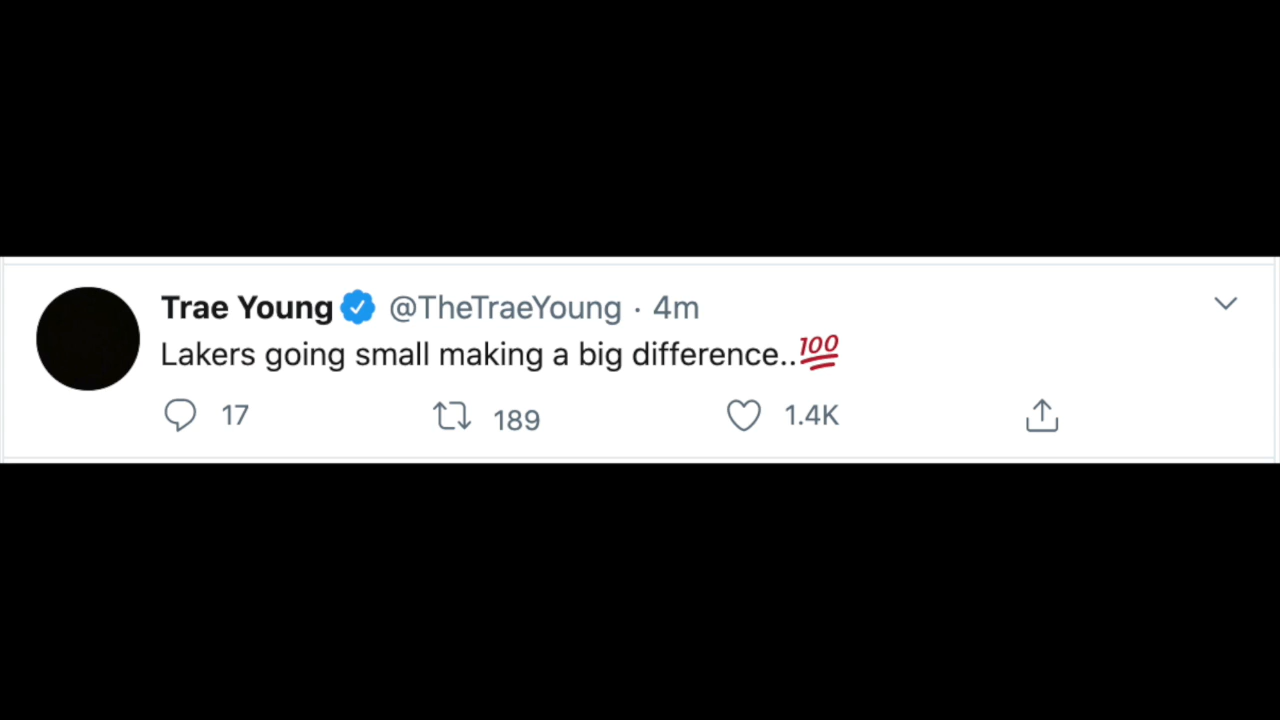 Trae Young @TheTraeYoung · 4m
Lakers going small making a big difference..💯
17 189 1.4K